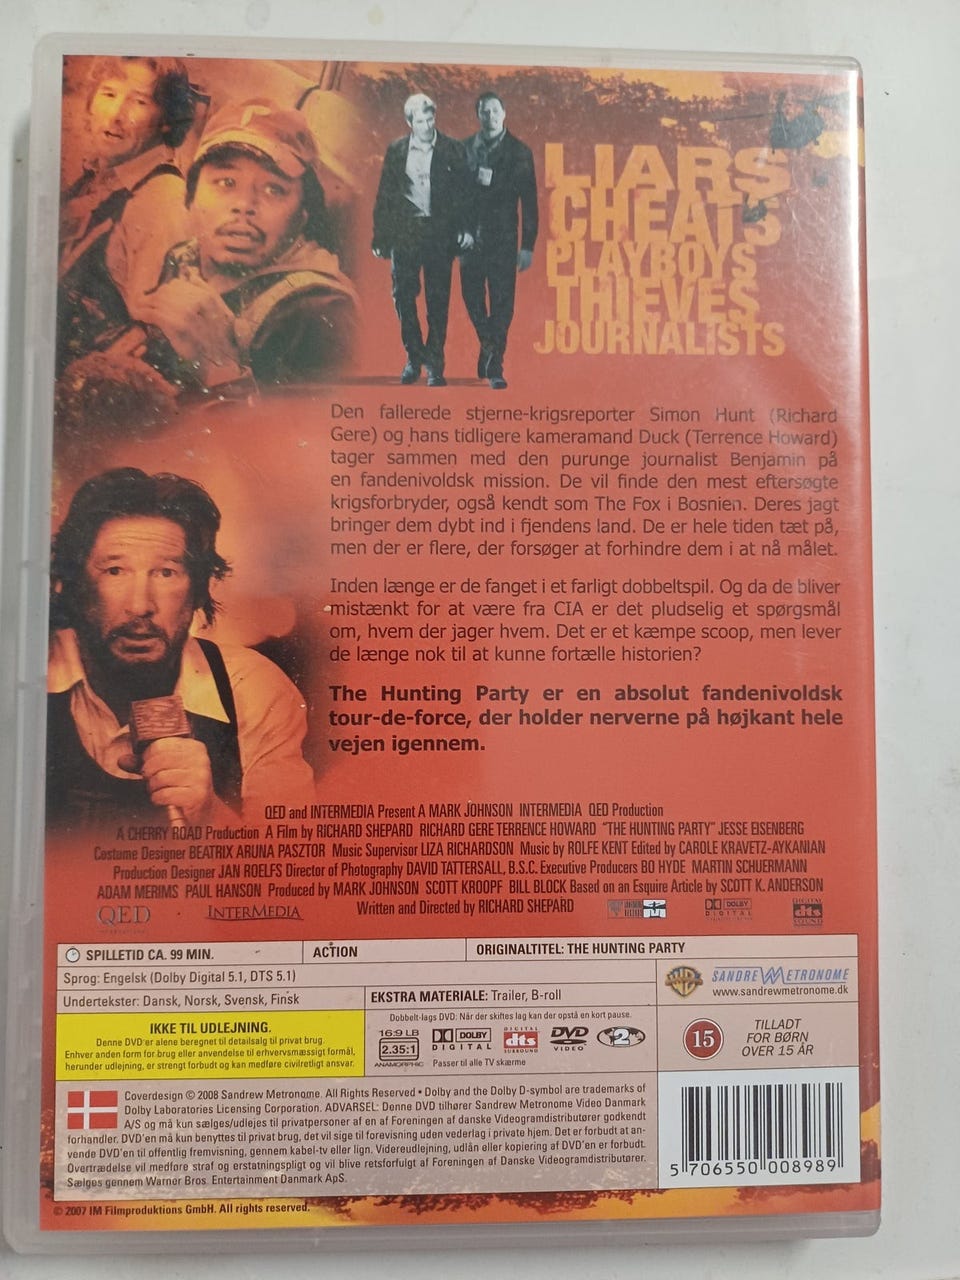 LIARS
CHEATS
PLAYBOYS
THIEVES
JOURNALISTS
Den fallerede stjerne-krigsreporter Simon Hunt (Richard
Gere) og hans tidligere kameramand Duck (Terrence Howard)
tager sammen med den purunge journalist Benjamin på
en fandenivoldsk mission. De vil finde den mest eftersøgte
krigsforbryder, også kendt som The Fox i Bosnien. Deres jagt
bringer dem dybt ind i fjendens land. De er hele tiden tæt på,
men der er flere, der forsøger at forhindre dem i at nå målet.
Inden længe er de fanget i et farligt dobbeltspil. Og da de bliver
mistænkt for at være fra CIA er det pludselig et spørgsmål
om, hvem der jager hvem. Det er et kæmpe scoop, men lever
de længe nok til at kunne fortælle historien?
The Hunting Party er en absolut fandenivoldsk
tour-de-force, der holder nerverne på højkant hele
vejen igennem.
QED and INTERMEDIA Present A MARK JOHNSON INTERMEDIA QED Production
A CHERRY ROAD Production A Film by RICHARD SHEPARD RICHARD GERE TERRENCE HOWARD "THE HUNTING PARTY" JESSE EISENBERG
Costume Designer BEATRIX ARUNA PASZTOR Music Supervisor LIZA RICHARDSON Music by ROLFE KENT Edited by CAROLE KRAVETZ-AYKANIAN
Production Designer JAN ROELFS Director of Photography DAVID TATTERSALL, B.S.C. Executive Producers BO HYDE MARTIN SCHUERMANN
ADAM MERIMS PAUL HANSON Produced by MARK JOHNSON SCOTT KROOPF BILL BLOCK Based on an Esquire Article by SCOTT K. ANDERSON
Written and Directed by RICHARD SHEPARD
QED INTERMEDIA DOLBY DIGITAL DIGITAL dts SOUND
SPILLETID CA. 99 MIN. ACTION ORIGINALTITEL: THE HUNTING PARTY
Sprog: Engelsk (Dolby Digital 5.1, DTS 5.1)
Undertekster: Dansk, Norsk, Svensk, Finsk
EKSTRA MATERIALE: Trailer, B-roll
WB SANDREW METRONOME
www.sandrewmetronome.dk
IKKE TIL UDLEJNING.
Denne DVD'er alene beregnet til detailsalg til privat brug.
Enhver anden form for brug eller anvendelse til erhvervsmæssigt formål,
herunder udlejning, er strengt forbudt og kan medføre civilretligt ansvar.
Dobbelt-lags DVD: Når der skiftes lag kan der opstå en kort pause.
16:9 LB
2.35:1
ANAMORPHIC
DOLBY DIGITAL
DIGITAL dts SURROUND
DVD VIDEO
2
Passer til alle TV skærme
15
TILLADT
FOR BØRN
OVER 15 ÅR
Coverdesign © 2008 Sandrew Metronome. All Rights Reserved • Dolby and the Dolby D-symbol are trademarks of
Dolby Laboratories Licensing Corporation. ADVARSEL: Denne DVD tilhører Sandrew Metronome Video Danmark
A/S og må kun sælges/udlejes til privatpersoner af en af Foreningen af danske Videogramdistributører godkendt
forhandler. DVD'en må kun benyttes til privat brug, det vil sige til forevisning uden vederlag i private hjem. Det er forbudt at an-
vende DVD'en til offentlig fremvisning, gennem kabel-tv eller lign. Videreudlejning, udlån eller kopiering af DVD'en er forbudt.
Overtrædelse vil medføre straf og erstatningspligt og vil blive retsforfulgt af Foreningen af Danske Videogramdistributører.
Sælges gennem Warner Bros. Entertainment Danmark ApS.
5 706550 008989
© 2007 IM Filmproduktions GmbH. All rights reserved.